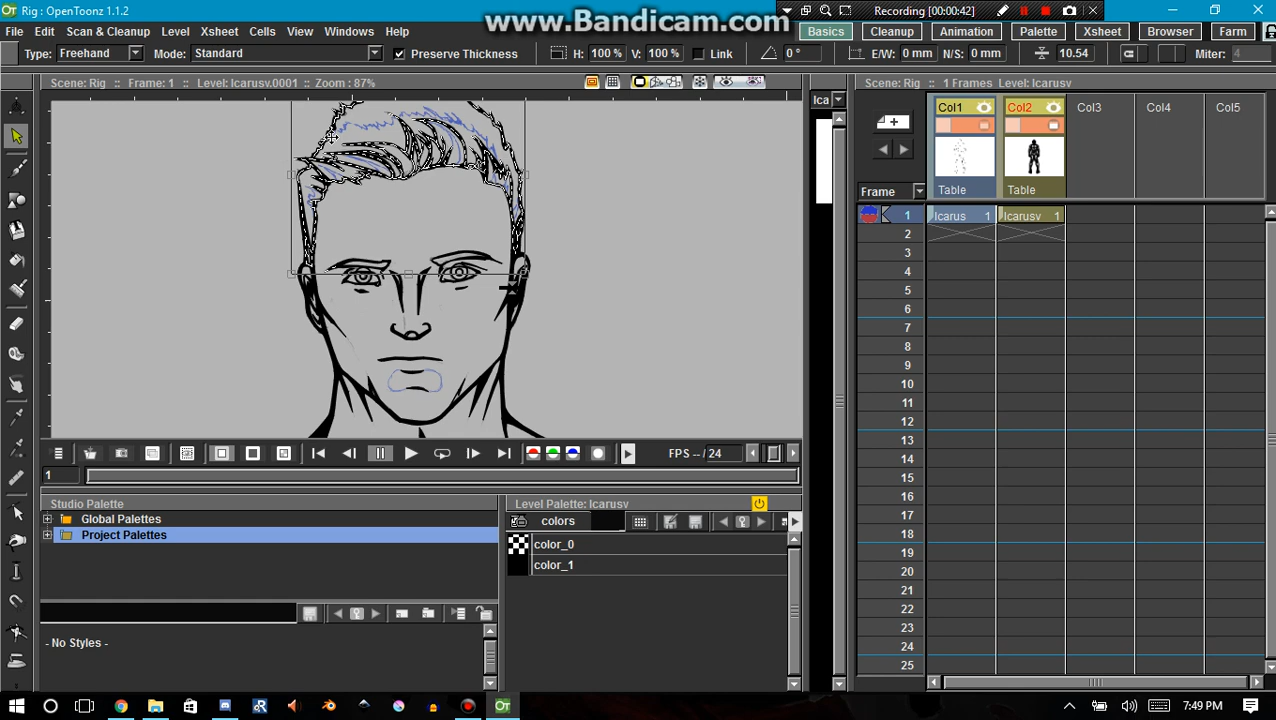 Rig : OpenToonz 1.1.2
www.Bandicam.com
Recording [00:00:42]
File Edit Scan & Cleanup Level Xsheet Cells View Windows Help
Basics Cleanup Animation Palette Xsheet Browser Farm
Type: Freehand Mode: Standard Preserve Thickness H: 100 % V: 100 % Link 0 ° E/W: 0 mm N/S: 0 mm 10.54 Miter: 4
Scene: Rig :: Frame: 1 :: Level: Icarusv.0001 :: Zoom : 87%
Scene: Rig :: 1 Frames Level: Icarusv
Ica
Col1 Col2 Col3 Col4 Col5
Table Table
Frame
1 Icarus 1 Icarusv 1
2
3
4
5
6
7
8
9
10
11
12
13
14
15
16
17
18
19
20
21
22
23
24
25
FPS -- / 24
1
Studio Palette
Global Palettes
Project Palettes
- No Styles -
Level Palette: Icarusv
colors
color_0
color_1
7:49 PM